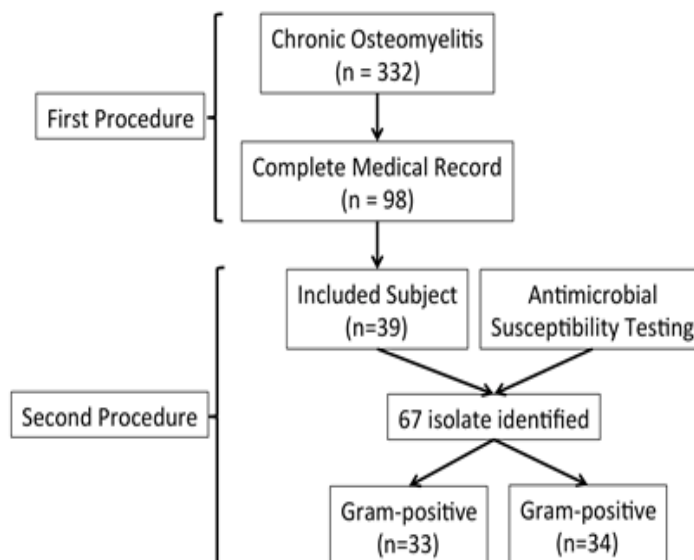 Chronic Osteomyelitis
(n = 332)
First Procedure
Complete Medical Record
(n = 98)
Included Subject
(n=39)
Antimicrobial
Susceptibility Testing
Second Procedure
67 isolate identified
Gram-positive
(n=33)
Gram-positive
(n=34)